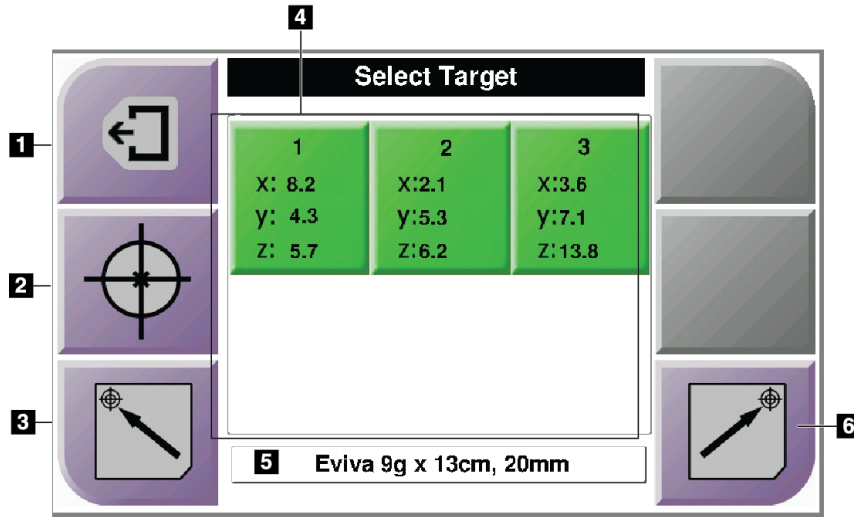 4
Select Target
1
1 2 3
X: 8.2 X:2.1 X:3.6
y: 4.3 y:5.3 y:7.1
Z: 5.7 Z:6.2 Z:13.8
2
3
6
5 Eviva 9g x 13cm, 20mm